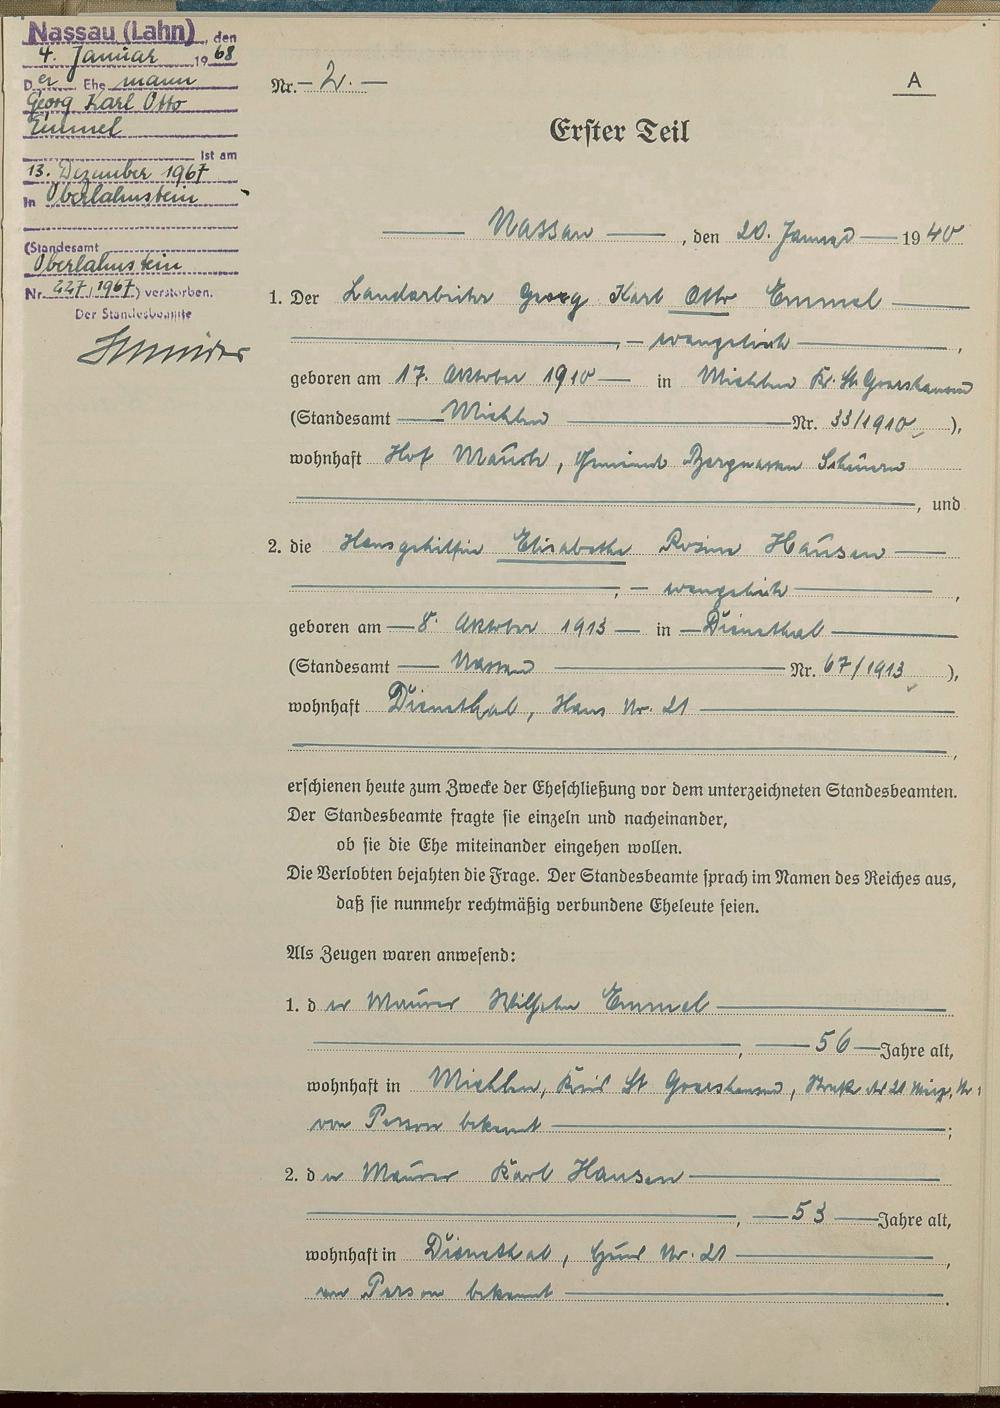 Nassau (Lahn), den
4. Januar 1968
Der Ehemann
Georg Karl Otto
Emmel
ist am
13. Dezember 1967
in Oberlahnstein
(Standesamt
Oberlahnstein
Nr. 227/1967) verstorben.
Der Standesbeamte
Nr. 2.
A
Erster Teil
Nassau, den 20. Januar 1940
1. Der Landarbeiter Georg Karl Otto Emmel
, evangelisch,
geboren am 17. Oktober 1910 in Miehlen Kr. St Goarshausen
(Standesamt Miehlen Nr. 33/1910),
wohnhaft Hof Mauch, Gemeinde Bergnassau Scheuern
, und
2. die Hausgehilfin Elisabethe Rosine Hausen
, evangelisch,
geboren am 8. Oktober 1913 in Dienethal
(Standesamt Nassau Nr. 67/1913),
wohnhaft Dienethal, Haus Nr. 21
,
erschienen heute zum Zwecke der Eheschließung vor dem unterzeichneten Standesbeamten.
Der Standesbeamte fragte sie einzeln und nacheinander,
ob sie die Ehe miteinander eingehen wollen.
Die Verlobten bejahten die Frage. Der Standesbeamte sprach im Namen des Reiches aus,
daß sie nunmehr rechtmäßig verbundene Eheleute seien.
Als Zeugen waren anwesend:
1. der Maurer Wilhelm Emmel
, 56 Jahre alt,
wohnhaft in Miehlen, Kreis St Goarshausen, Straße
von Person bekannt;
2. der Maurer Karl Hausen
, 53 Jahre alt,
wohnhaft in Dienethal, Nr. 21,
von Person bekannt.